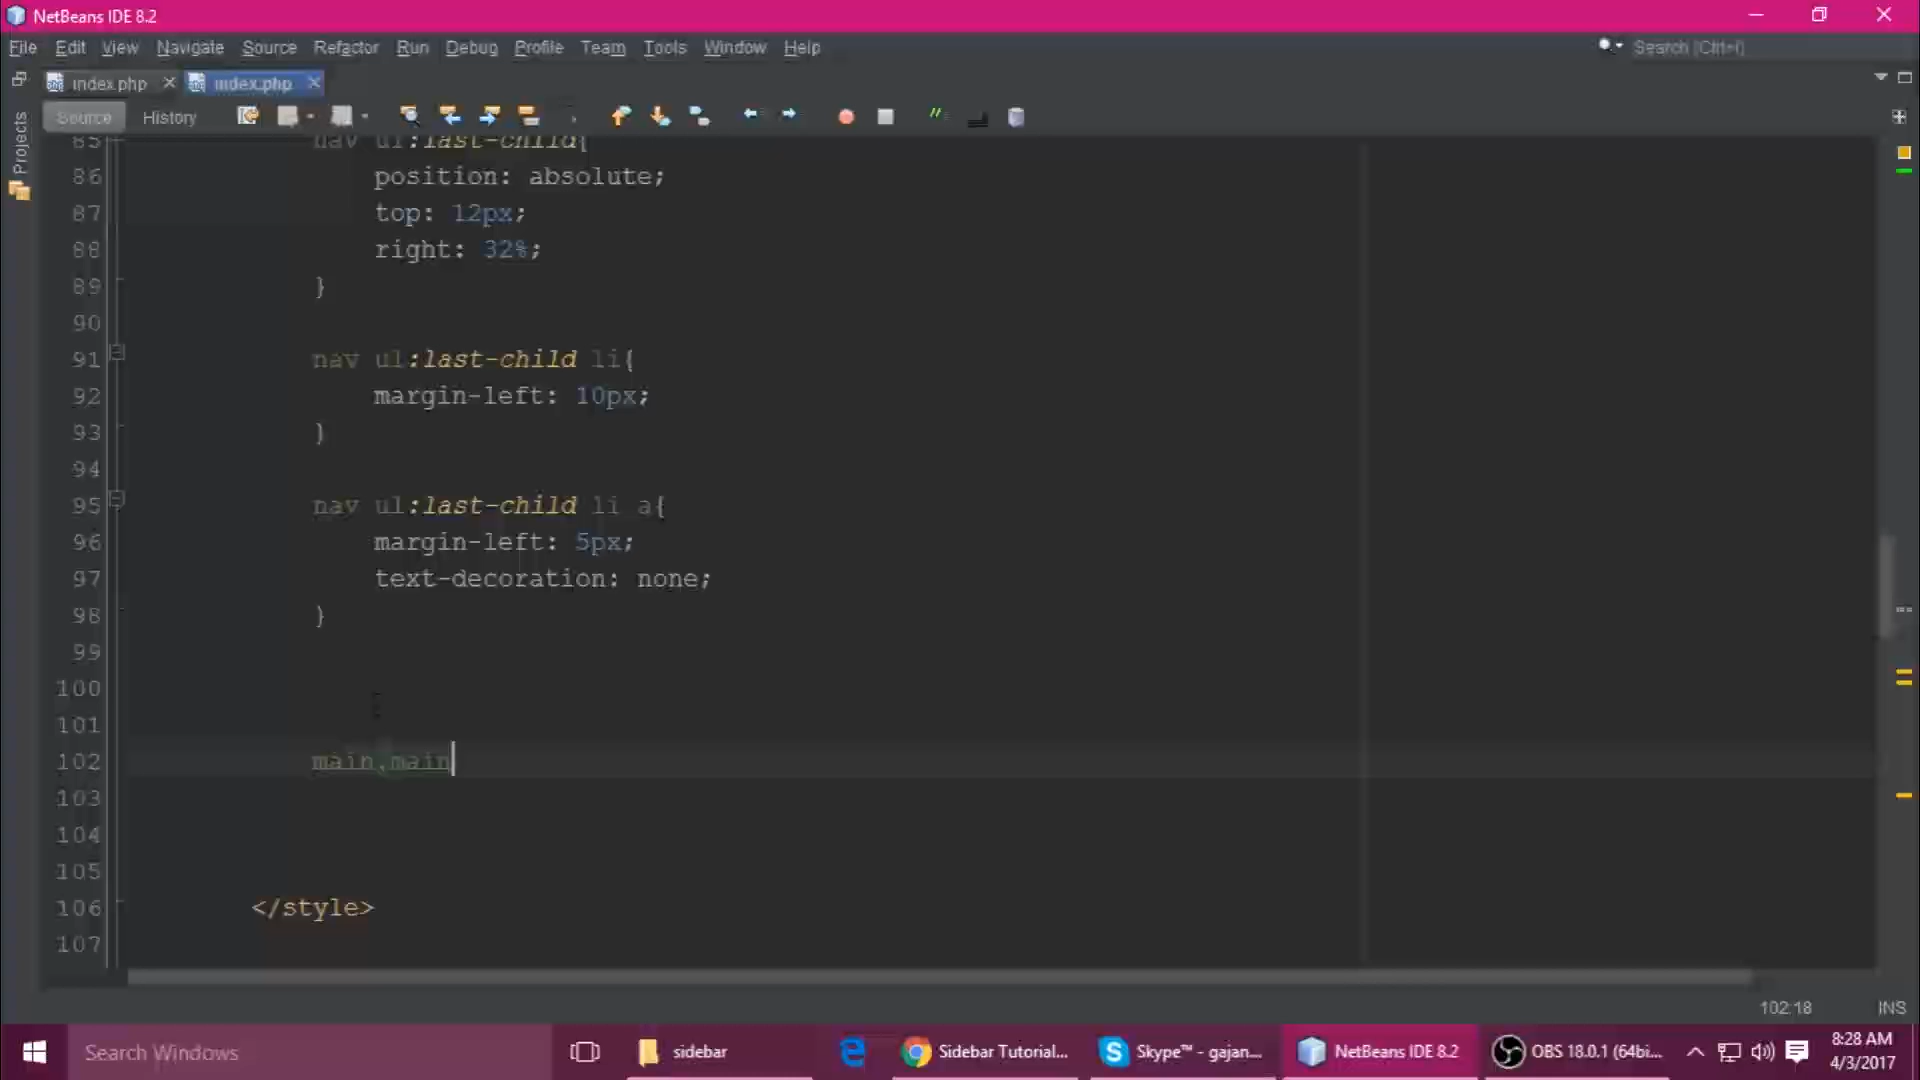 NetBeans IDE 8.2
File Edit View Navigate Source Refactor Run Debug Profile Team Tools Window Help
Search (Ctrl+I)
index.php index.php
Source History
Projects
85 nav ul:last-child{
86 position: absolute;
87 top: 12px;
88 right: 32%;
89 }
90
91 nav ul:last-child li{
92 margin-left: 10px;
93 }
94
95 nav ul:last-child li a{
96 margin-left: 5px;
97 text-decoration: none;
98 }
99
100
101
102 main.main
103
104
105
106 </style>
107
102:18 INS
Search Windows
sidebar
Sidebar Tutorial...
Skype™ - gajan...
NetBeans IDE 8.2
OBS 18.0.1 (64bi...
8:28 AM
4/3/2017